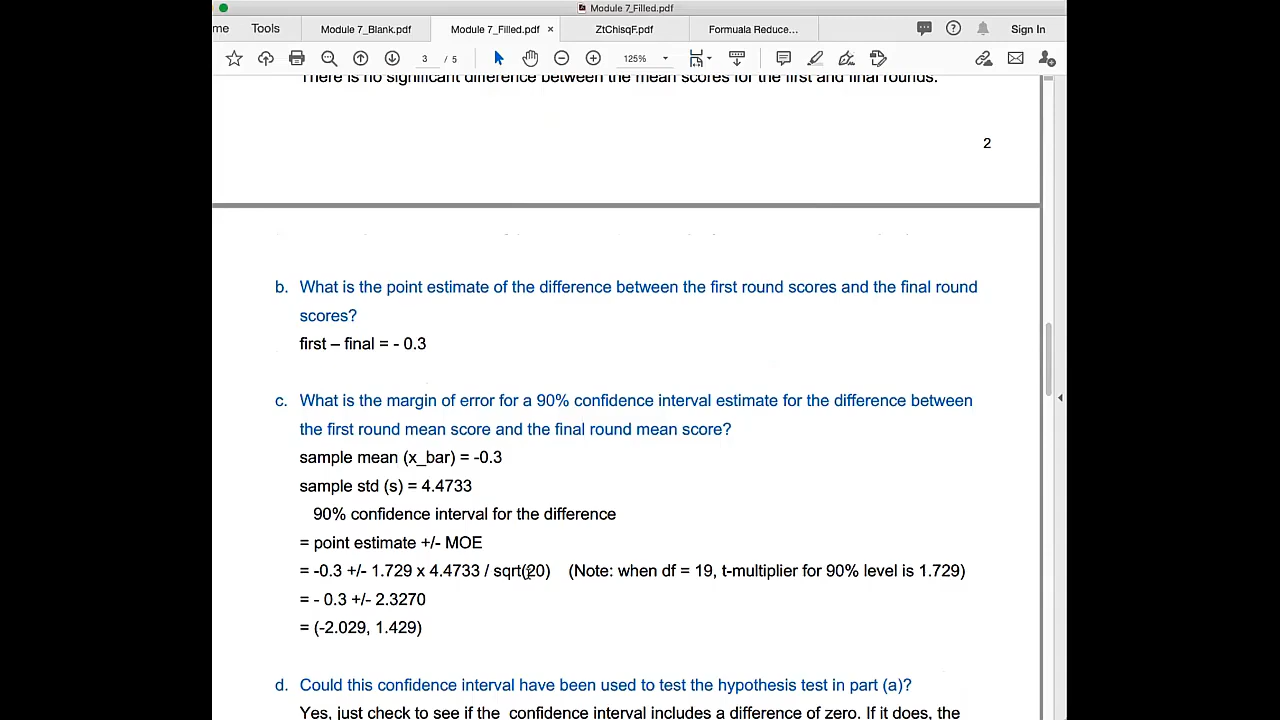 Module 7_Filled.pdf
me Tools Module 7_Blank.pdf Module 7_Filled.pdf × ZtChisqF.pdf Formuala Reduce... Sign In
3 / 5 125%
There is no significant difference between the mean scores for the first and final rounds.
2
b. What is the point estimate of the difference between the first round scores and the final round
scores?
first – final = - 0.3
c. What is the margin of error for a 90% confidence interval estimate for the difference between
the first round mean score and the final round mean score?
sample mean (x_bar) = -0.3
sample std (s) = 4.4733
90% confidence interval for the difference
= point estimate +/- MOE
= -0.3 +/- 1.729 x 4.4733 / sqrt(20) (Note: when df = 19, t-multiplier for 90% level is 1.729)
= - 0.3 +/- 2.3270
= (-2.029, 1.429)
d. Could this confidence interval have been used to test the hypothesis test in part (a)?
Yes, just check to see if the confidence interval includes a difference of zero. If it does, the